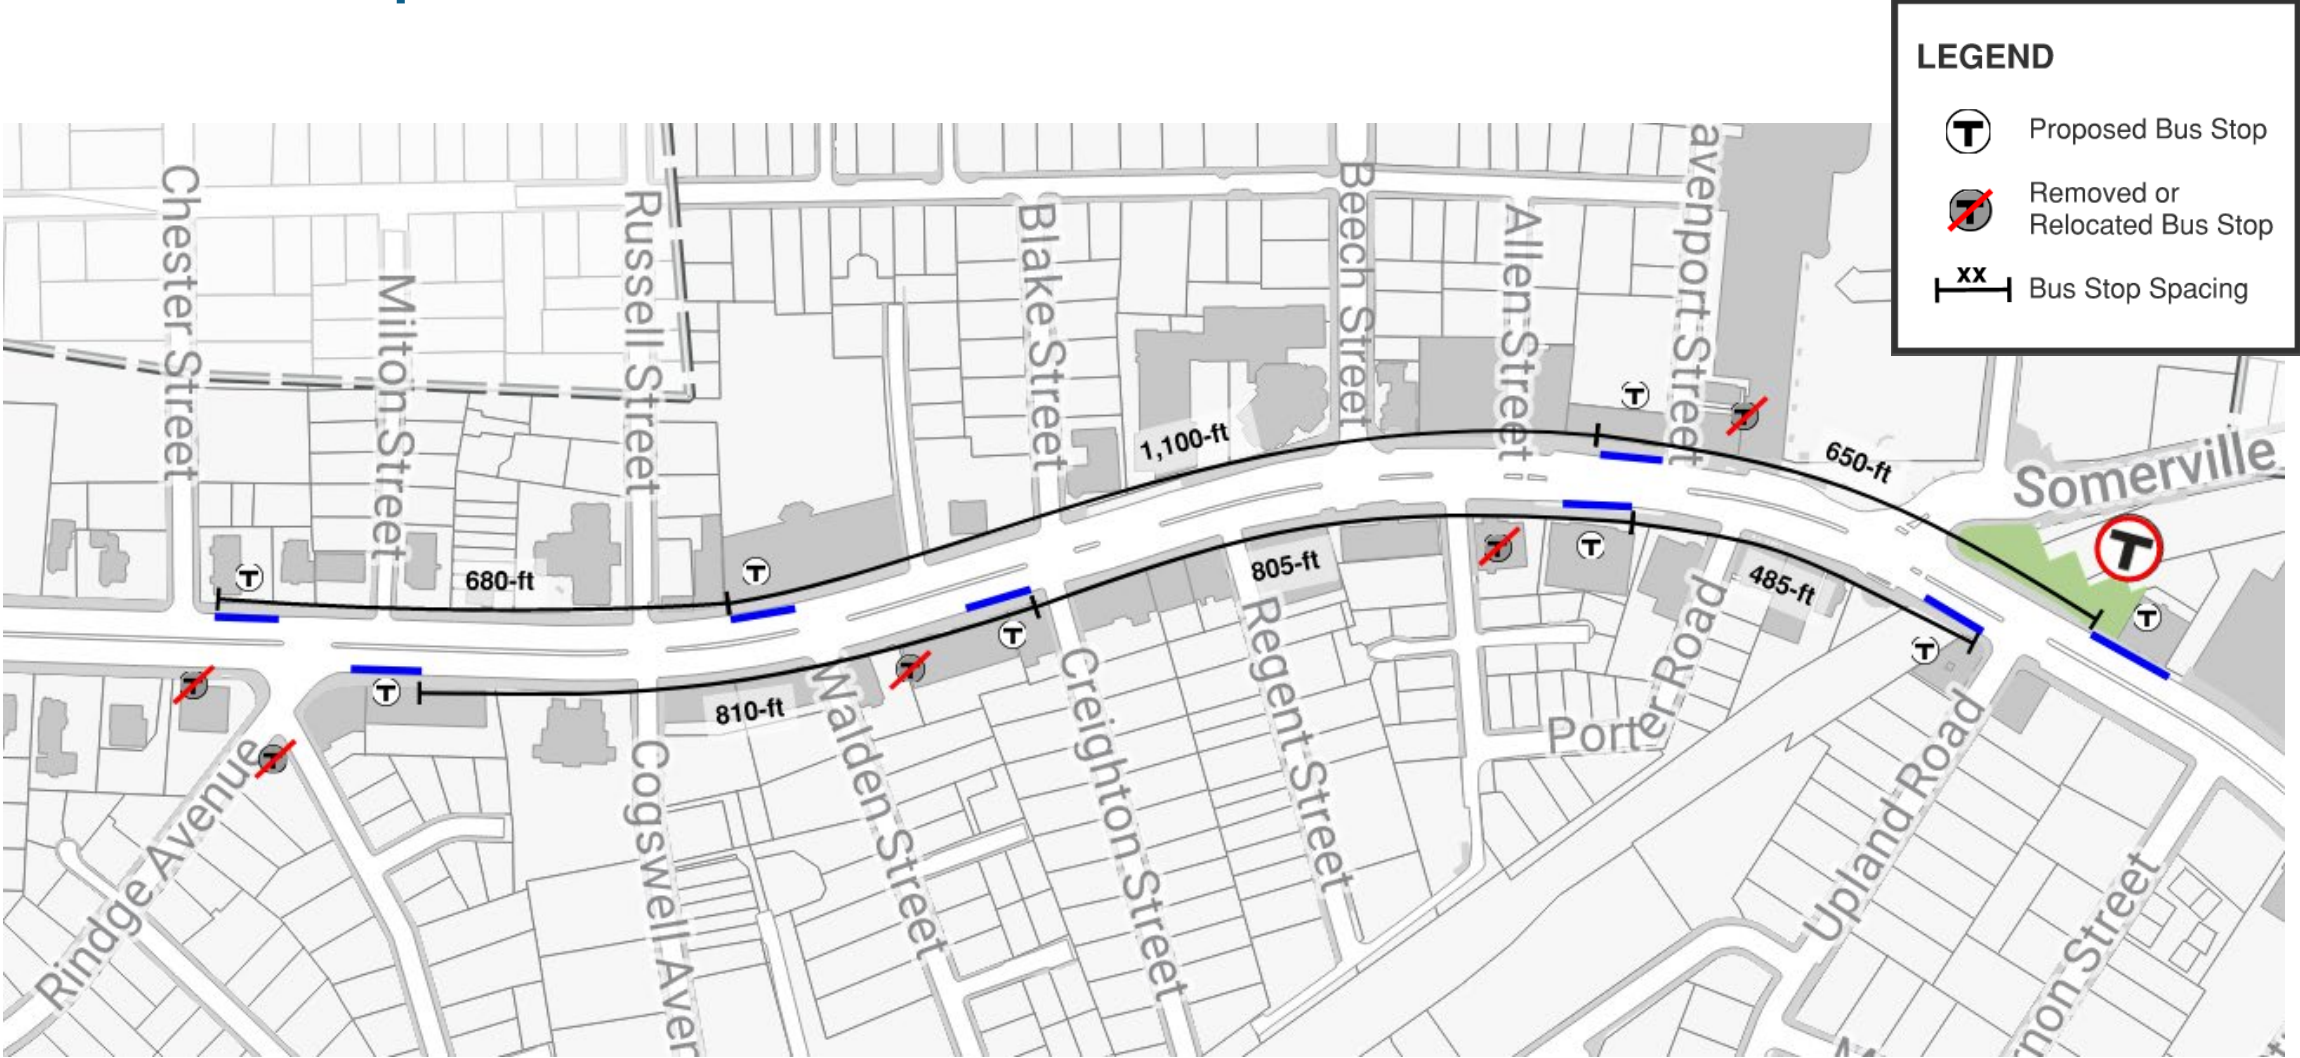 LEGEND
T Proposed Bus Stop
T Removed or
Relocated Bus Stop
xx Bus Stop Spacing
Chester Street
Milton Street
Russell Street
Blake Street
Beech Street
Allen Street
avenport Street
Somerville
T
T
T
T
T
T
680-ft
1,100-ft
650-ft
T
T
T
T
T
T
T
T
810-ft
805-ft
485-ft
Rindge Avenue
Cogswell Aven
Walden Street
Creighton Street
Regent Street
Porter Road
Upland Road
rnon Street